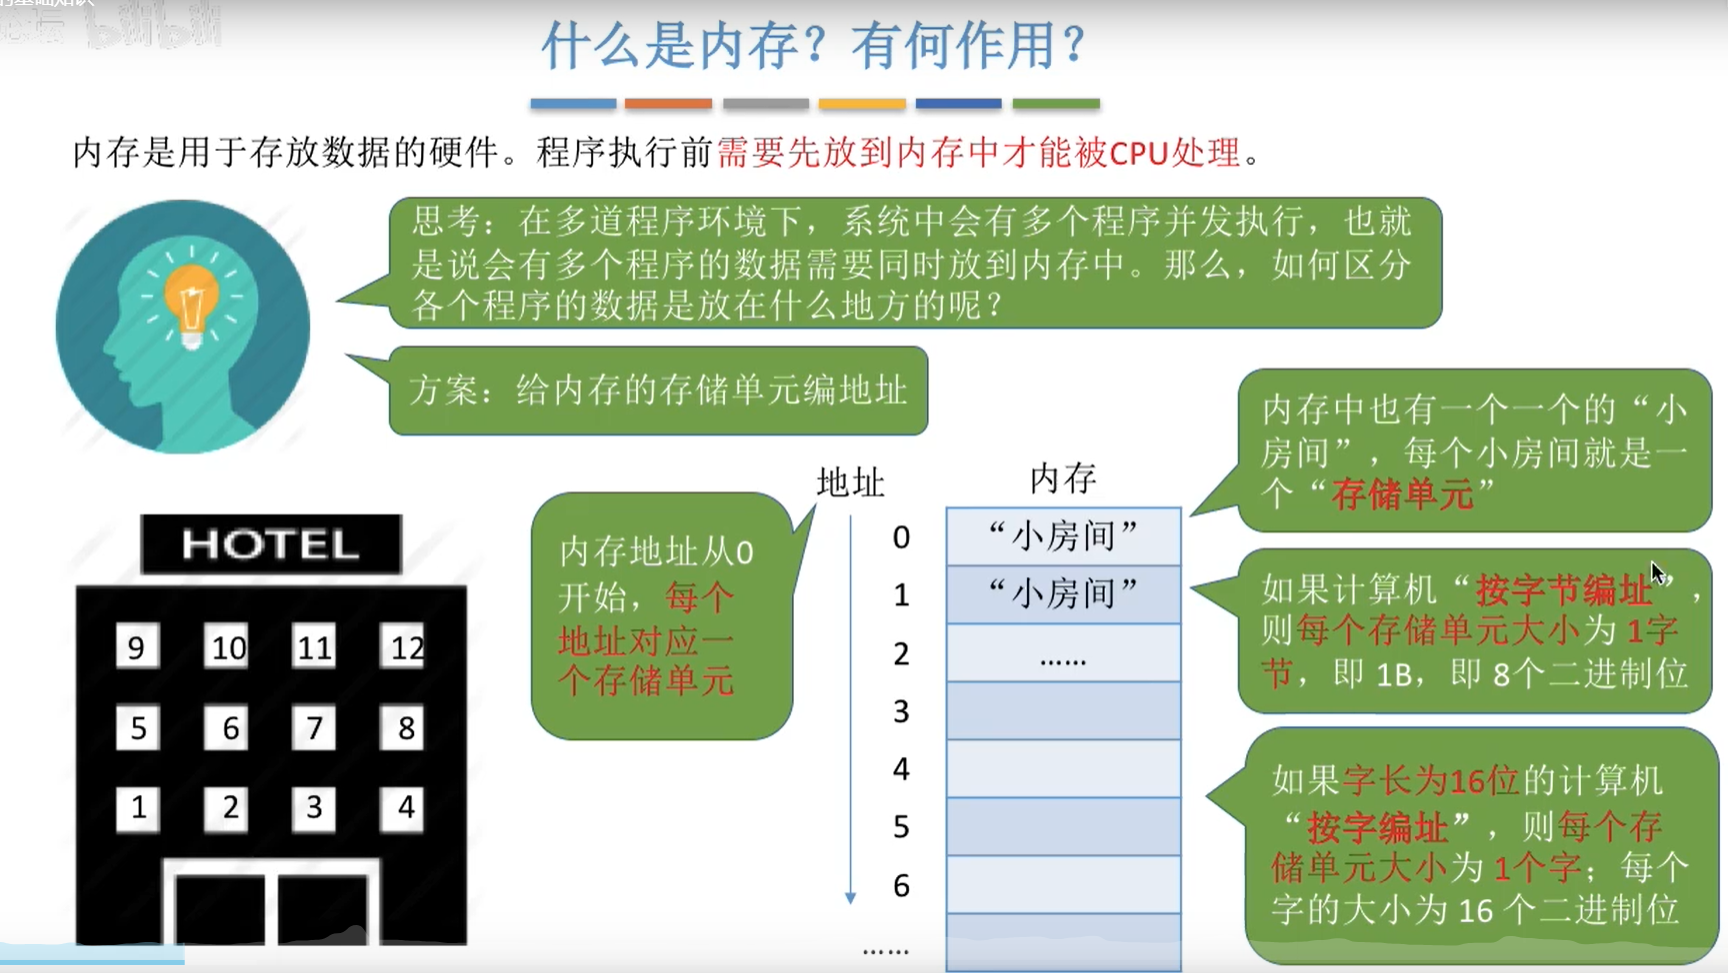 的基础知识
bilibili
什么是内存？有何作用？
内存是用于存放数据的硬件。程序执行前需要先放到内存中才能被CPU处理。
思考：在多道程序环境下，系统中会有多个程序并发执行，也就
是说会有多个程序的数据需要同时放到内存中。那么，如何区分
各个程序的数据是放在什么地方的呢？
方案：给内存的存储单元编地址
HOTEL
9 10 11 12
5 6 7 8
1 2 3 4
内存地址从0
开始，每个
地址对应一
个存储单元
地址
内存
0 “小房间”
1 “小房间”
2 ……
3
4
5
6
……
内存中也有一个一个的“小
房间”，每个小房间就是一
个“存储单元”
如果计算机“按字节编址”，
则每个存储单元大小为 1字
节，即 1B，即 8个二进制位
如果字长为16位的计算机
“按字编址”，则每个存
储单元大小为 1个字；每个
字的大小为 16 个二进制位